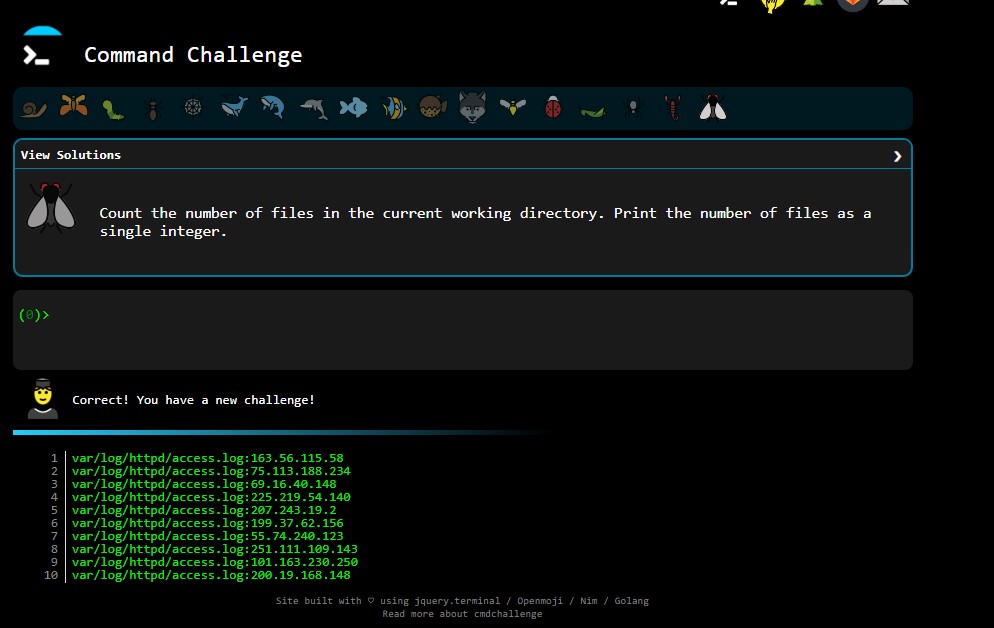 Command Challenge
View Solutions
Count the number of files in the current working directory. Print the number of files as a
single integer.
(0)>
Correct! You have a new challenge!
1 var/log/httpd/access.log:163.56.115.58
2 var/log/httpd/access.log:75.113.188.234
3 var/log/httpd/access.log:69.16.40.148
4 var/log/httpd/access.log:225.219.54.140
5 var/log/httpd/access.log:207.243.19.2
6 var/log/httpd/access.log:199.37.62.156
7 var/log/httpd/access.log:55.74.240.123
8 var/log/httpd/access.log:251.111.109.143
9 var/log/httpd/access.log:101.163.230.250
10 var/log/httpd/access.log:200.19.168.148
Site built with ♡ using jquery.terminal / Openmoji / Nim / Golang
Read more about cmdchallenge